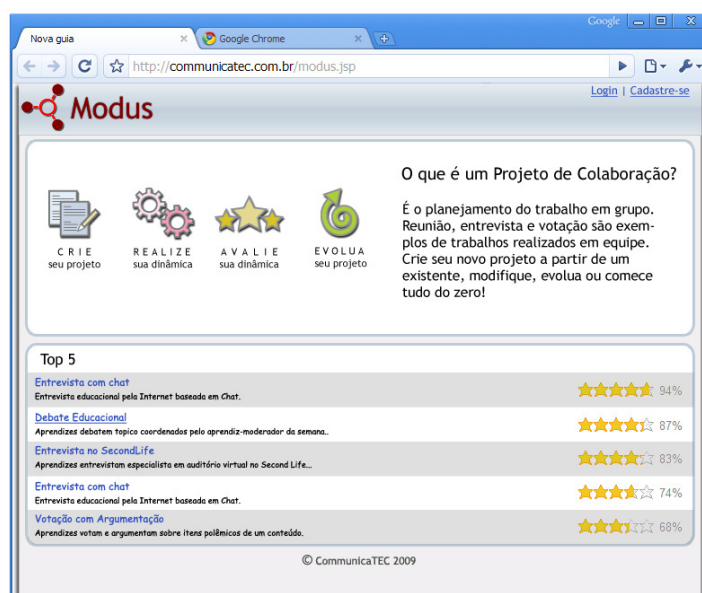 Google
Nova guia
Google Chrome
http://communicatec.com.br/modus.jsp
Login | Cadastre-se
Modus
O que é um Projeto de Colaboração?
É o planejamento do trabalho em grupo.
Reunião, entrevista e votação são exem-
plos de trabalhos realizados em equipe.
Crie seu novo projeto a partir de um
existente, modifique, evolua ou comece
tudo do zero!
CRIE
seu projeto
REALIZE
sua dinâmica
AVALIE
sua dinâmica
EVOLUA
seu projeto
Top 5
Entrevista com chat
Entrevista educacional pela Internet baseada em Chat.
94%
Debate Educacional
Aprendizes debatem topico coordenados pelo aprendiz-moderador da semana..
87%
Entrevista no SecondLife
Aprendizes entrevistam especialista em auditório virtual no Second Life...
83%
Entrevista com chat
Entrevista educacional pela Internet baseada em Chat.
74%
Votação com Argumentação
Aprendizes votam e argumentam sobre itens polêmicos de um conteúdo.
68%
© CommunicaTEC 2009